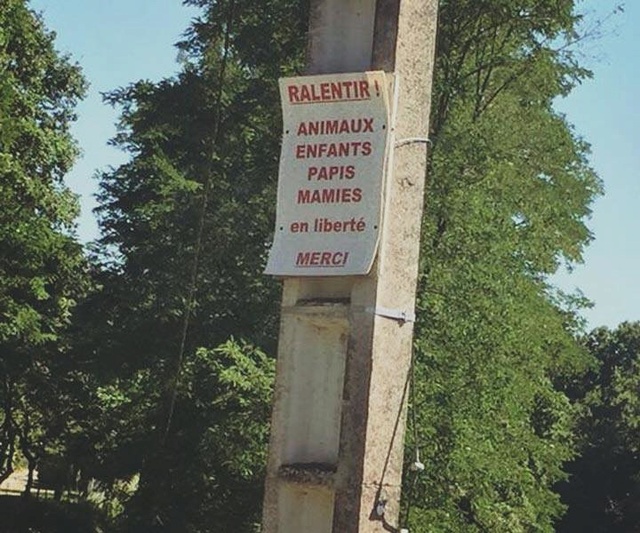 RALENTIR !
ANIMAUX
ENFANTS
PAPIS
MAMIES
en liberté
MERCI